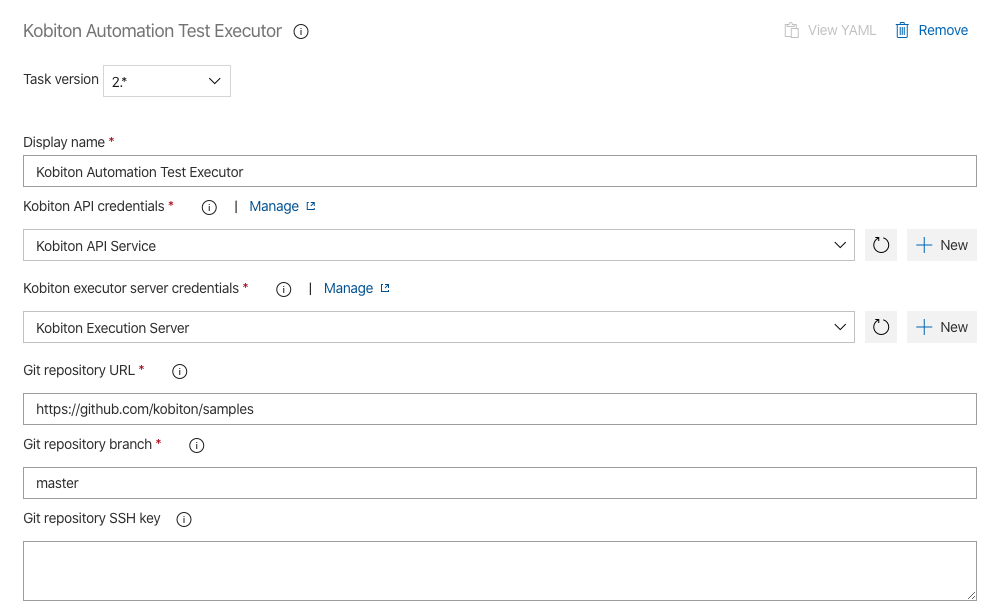 Kobiton Automation Test Executor View YAML Remove
Task version 2.*
Display name *
Kobiton Automation Test Executor
Kobiton API credentials * | Manage
Kobiton API Service New
Kobiton executor server credentials * | Manage
Kobiton Execution Server New
Git repository URL *
https://github.com/kobiton/samples
Git repository branch *
master
Git repository SSH key